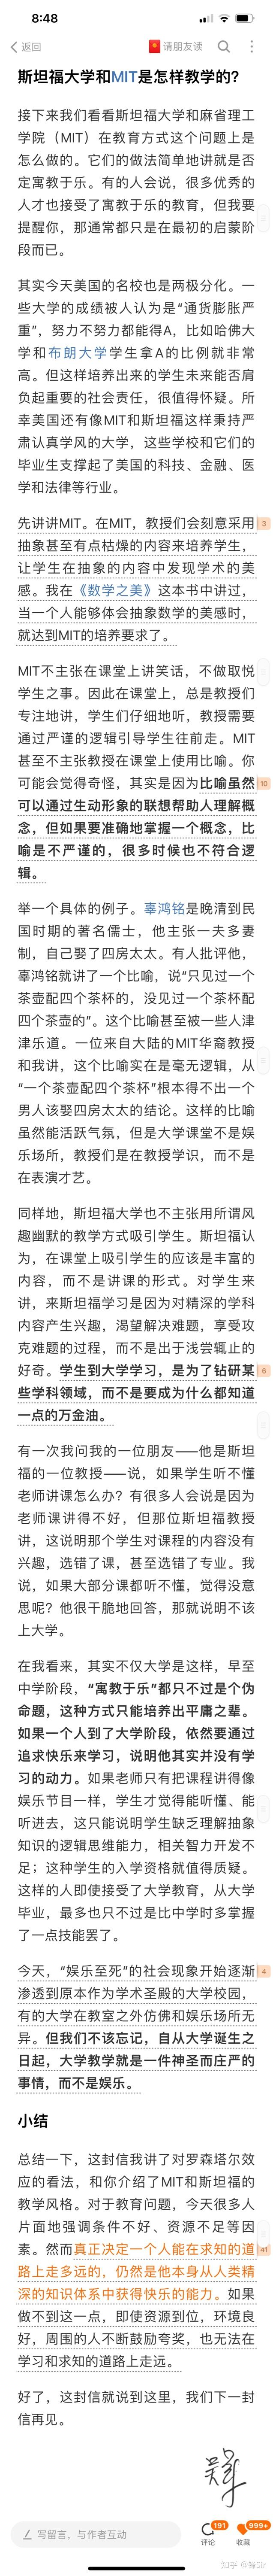 8:48
返回
请朋友读
斯坦福大学和MIT是怎样教学的?
接下来我们看看斯坦福大学和麻省理工
学院（MIT）在教育方式这个问题上是
怎么做的。它们的做法简单地讲就是否
定寓教于乐。有的人会说，很多优秀的
人才也接受了寓教于乐的教育，但我要
提醒你，那通常都只是在最初的启蒙阶
段而已。
其实今天美国的名校也是两极分化。一
些大学的成绩被人认为是“通货膨胀严
重”，努力不努力都能得A，比如哈佛大
学和布朗大学学生拿A的比例就非常
高。但这样培养出来的学生未来能否肩
负起重要的社会责任，很值得怀疑。所
幸美国还有像MIT和斯坦福这样秉持严
肃认真学风的大学，这些学校和它们的
毕业生支撑起了美国的科技、金融、医
学和法律等行业。
先讲讲MIT。在MIT，教授们会刻意采用
3
抽象甚至有点枯燥的内容来培养学生，
让学生在抽象的内容中发现学术的美
感。我在《数学之美》这本书中讲过，
当一个人能够体会抽象数学的美感时，
就达到MIT的培养要求了。
MIT不主张在课堂上讲笑话，不做取悦
学生之事。因此在课堂上，总是教授们
专注地讲，学生们仔细地听，教授需要
通过严谨的逻辑引导学生往前走。MIT
甚至不主张教授在课堂上使用比喻。你
可能会觉得奇怪，其实是因为比喻虽然
10
可以通过生动形象的联想帮助人理解概
念，但如果要准确地掌握一个概念，比
喻是不严谨的，很多时候也不符合逻
辑。
举一个具体的例子。辜鸿铭是晚清到民
国时期的著名儒士，他主张一夫多妻
制，自己娶了四房太太。有人批评他，
辜鸿铭就讲了一个比喻，说“只见过一个
茶壶配四个茶杯的，没见过一个茶杯配
四个茶壶的”。这个比喻甚至被一些人津
津乐道。一位来自大陆的MIT华裔教授
和我讲，这个比喻实在是毫无逻辑，从
“一个茶壶配四个茶杯”根本得不出一个
男人该娶四房太太的结论。这样的比喻
虽然能活跃气氛，但是大学课堂不是娱
乐场所，教授们是在教授学识，而不是
在表演才艺。
同样地，斯坦福大学也不主张用所谓风
趣幽默的教学方式吸引学生。斯坦福认
为，在课堂上吸引学生的应该是丰富的
内容，而不是讲课的形式。对学生来
讲，来斯坦福学习是因为对精深的学科
内容产生兴趣，渴望解决难题，享受攻
克难题的过程，而不是出于浅尝辄止的
好奇。学生到大学学习，是为了钻研某
6
些学科领域，而不是要成为什么都知道
一点的万金油。
有一次我问我的一位朋友——他是斯坦
福的一位教授——说，如果学生听不懂
老师讲课怎么办？有很多人会说是因为
老师课讲得不好，但那位斯坦福教授
讲，这说明那个学生对课程的内容没有
兴趣，选错了课，甚至选错了专业。我
说，如果大部分课都听不懂，觉得没意
思呢？他很干脆地回答，那就说明不该
上大学。
在我看来，其实不仅大学是这样，早至
中学阶段，“寓教于乐”都只不过是个伪
命题，这种方式只能培养出平庸之辈。
如果一个人到了大学阶段，依然要通过
追求快乐来学习，说明他其实并没有学
习的动力。如果老师只有把课程讲得像
娱乐节目一样，学生才觉得能听懂、能
听进去，这只能说明学生缺乏理解抽象
知识的逻辑思维能力，相关智力开发不
足；这种学生的入学资格就值得质疑。
这样的人即使接受了大学教育，从大学
毕业，最多也只不过是比中学时多掌握
了一点技能罢了。
今天，“娱乐至死”的社会现象开始逐渐
4
渗透到原本作为学术圣殿的大学校园，
有的大学在教室之外仿佛和娱乐场所无
异。但我们不该忘记，自从大学诞生之
日起，大学教学就是一件神圣而庄严的
事情，而不是娱乐。
小结
总结一下，这封信我讲了对罗森塔尔效
应的看法，和你介绍了MIT和斯坦福的
教学风格。对于教育问题，今天很多人
片面地强调条件不好、资源不足等因
素。然而真正决定一个人能在求知的道
41
路上走多远的，仍然是他本身从人类精
深的知识体系中获得快乐的能力。如果
做不到这一点，即使资源到位，环境良
好，周围的人不断鼓励夸奖，也无法在
学习和求知的道路上走远。
好了，这封信就说到这里，我们下一封
信再见。
写留言，与作者互动
191
评论
999+
收藏